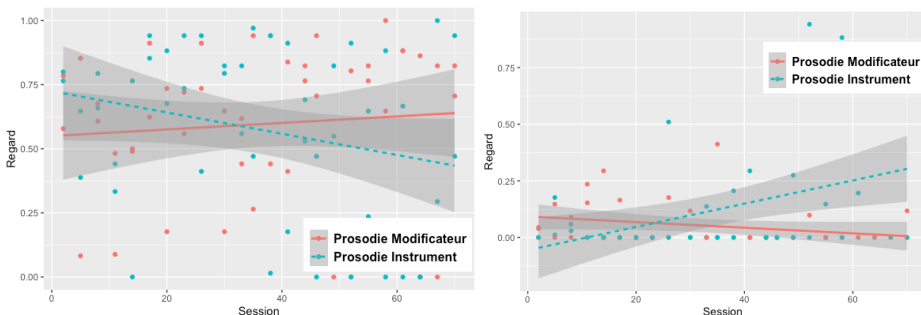 1.00
0.75
0.50
0.25
0.00
Regard
0
20
40
60
Session
Prosodie Modificateur
Prosodie Instrument
0.75
0.50
0.25
0.00
Regard
0
20
40
60
Session
Prosodie Modificateur
Prosodie Instrument